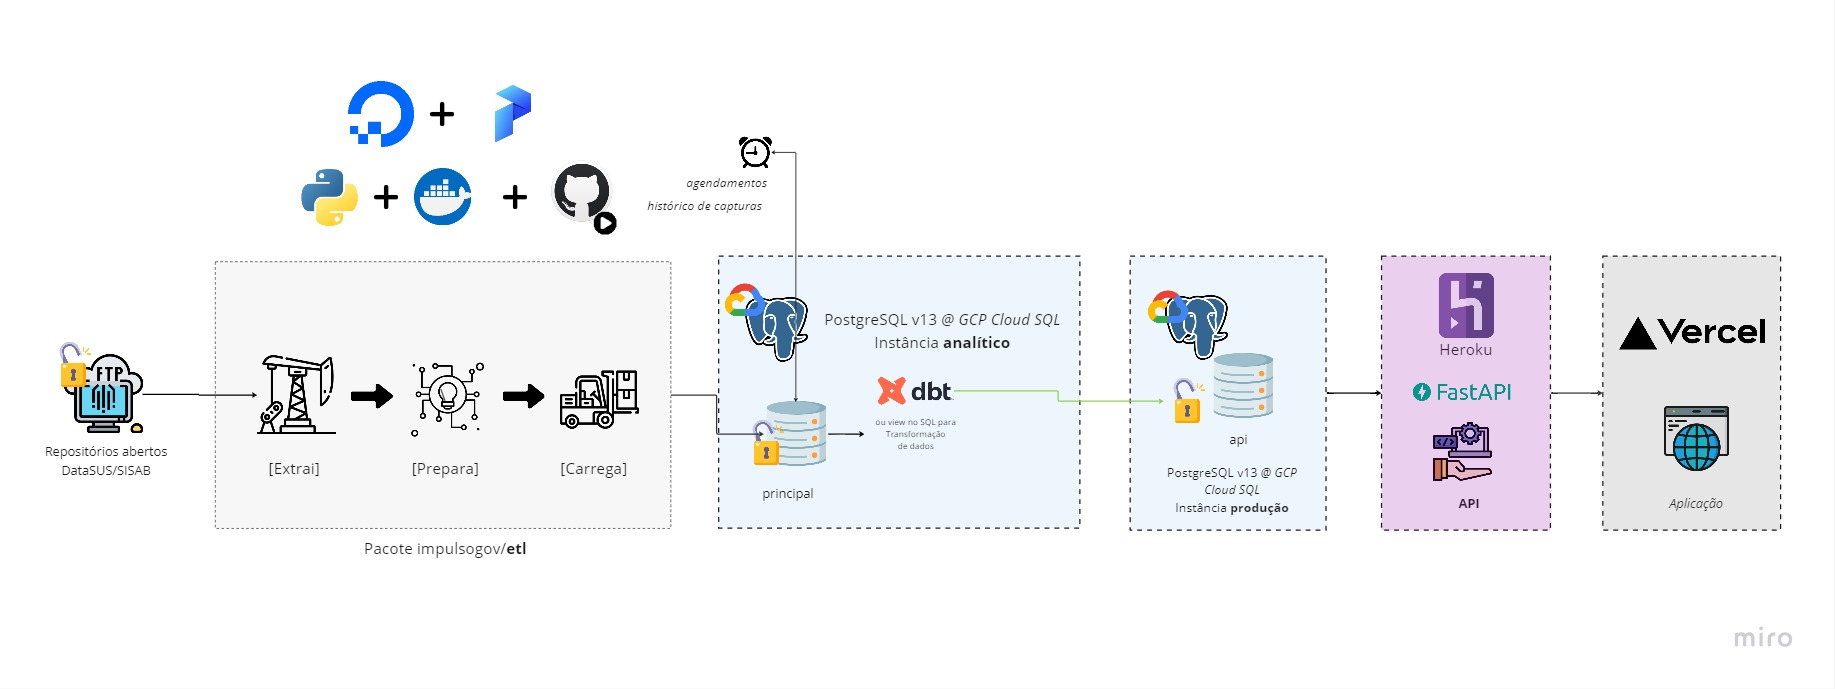 agendamentos
histórico de capturas
FTP
Repositórios abertos
DataSUS/SISAB
[Extrai]
[Prepara]
[Carrega]
Pacote impulsogov/etl
PostgreSQL v13 @ GCP Cloud SQL
Instância analítico
dbt
ou view no SQL para
Transformação
de dados
principal
api
PostgreSQL v13 @ GCP
Cloud SQL
Instância produção
Heroku
FastAPI
API
Vercel
Aplicação
miro